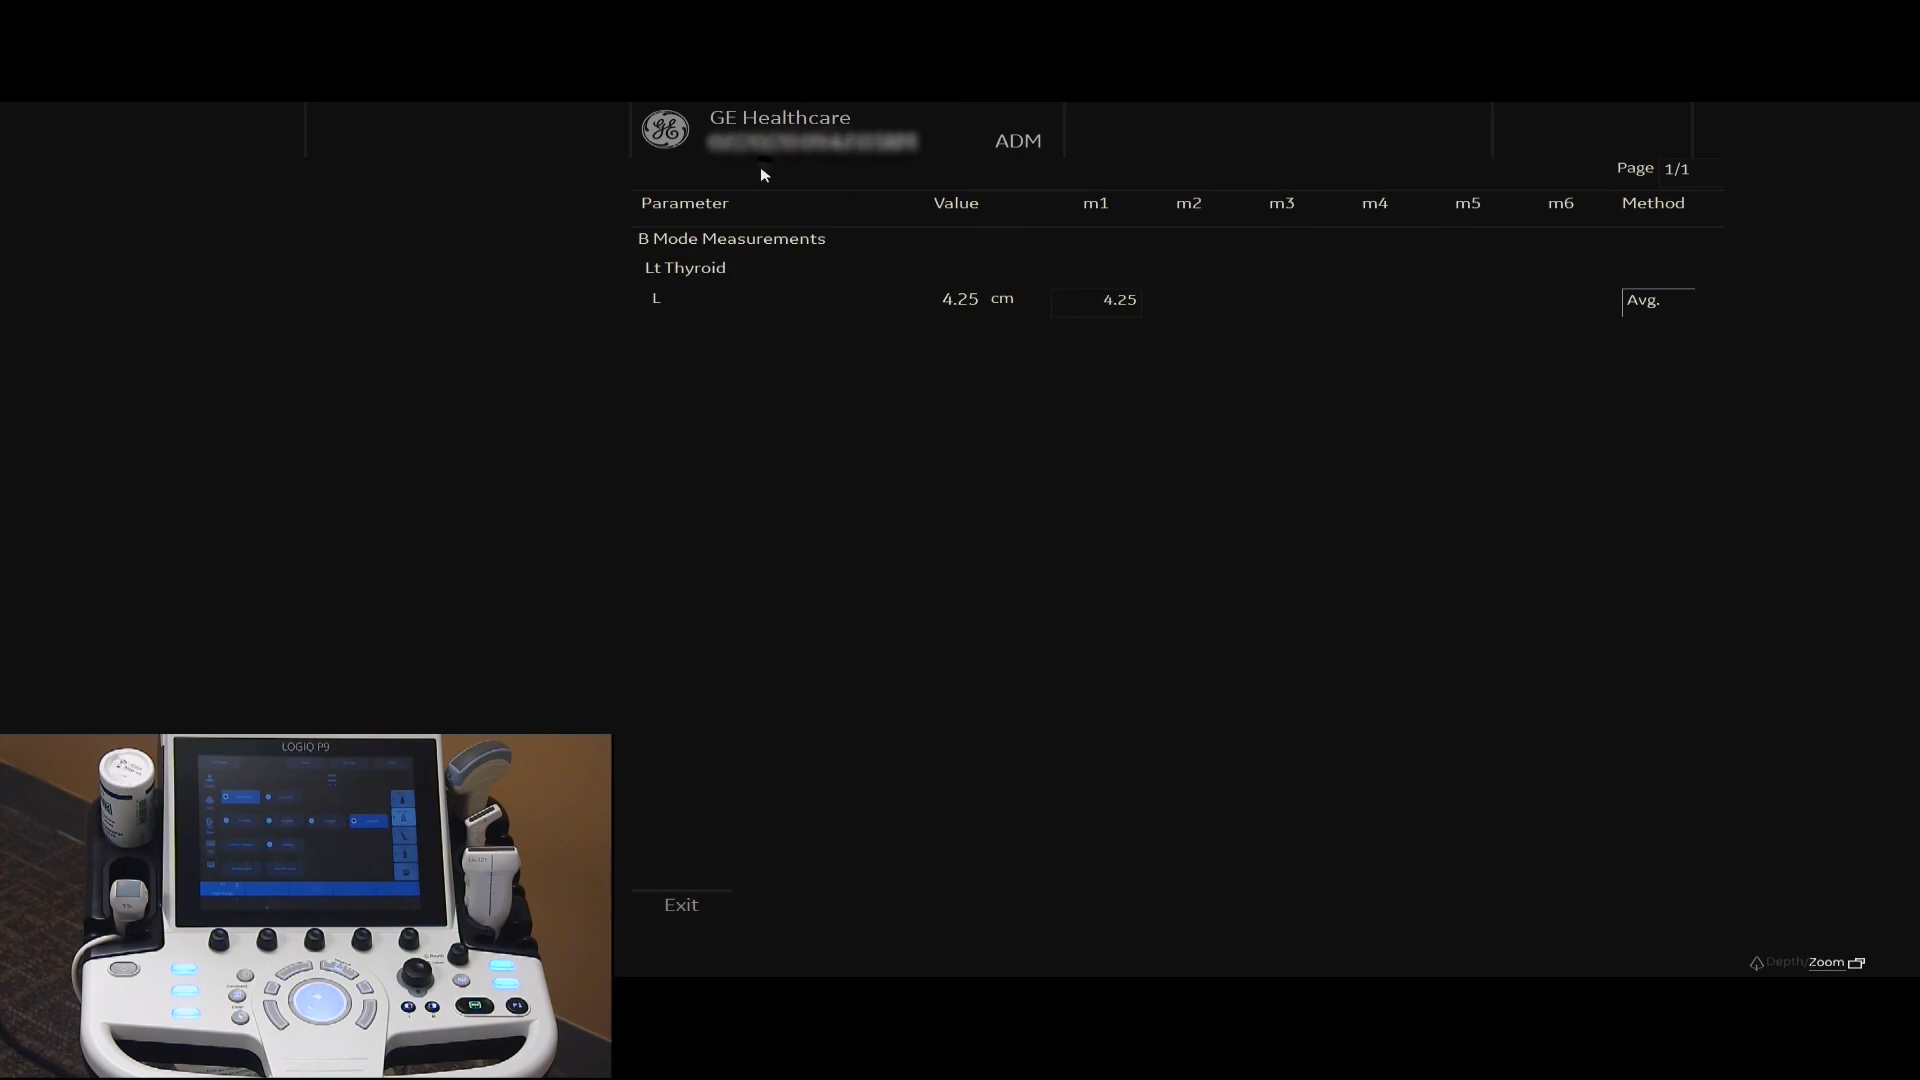 GE Healthcare
ADM
Page 1/1
Parameter Value m1 m2 m3 m4 m5 m6 Method
B Mode Measurements
Lt Thyroid
L 4.25 cm 4.25 Avg.
Exit
Depth/Zoom
LOGIQ P9